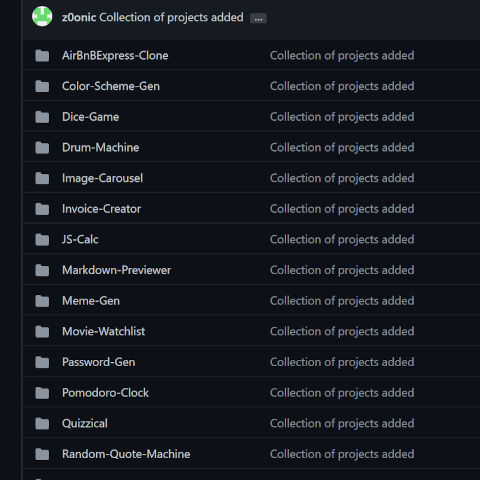 z0onic Collection of projects added ...
AirBnBExpress-Clone Collection of projects added
Color-Scheme-Gen Collection of projects added
Dice-Game Collection of projects added
Drum-Machine Collection of projects added
Image-Carousel Collection of projects added
Invoice-Creator Collection of projects added
JS-Calc Collection of projects added
Markdown-Previewer Collection of projects added
Meme-Gen Collection of projects added
Movie-Watchlist Collection of projects added
Password-Gen Collection of projects added
Pomodoro-Clock Collection of projects added
Quizzical Collection of projects added
Random-Quote-Machine Collection of projects added